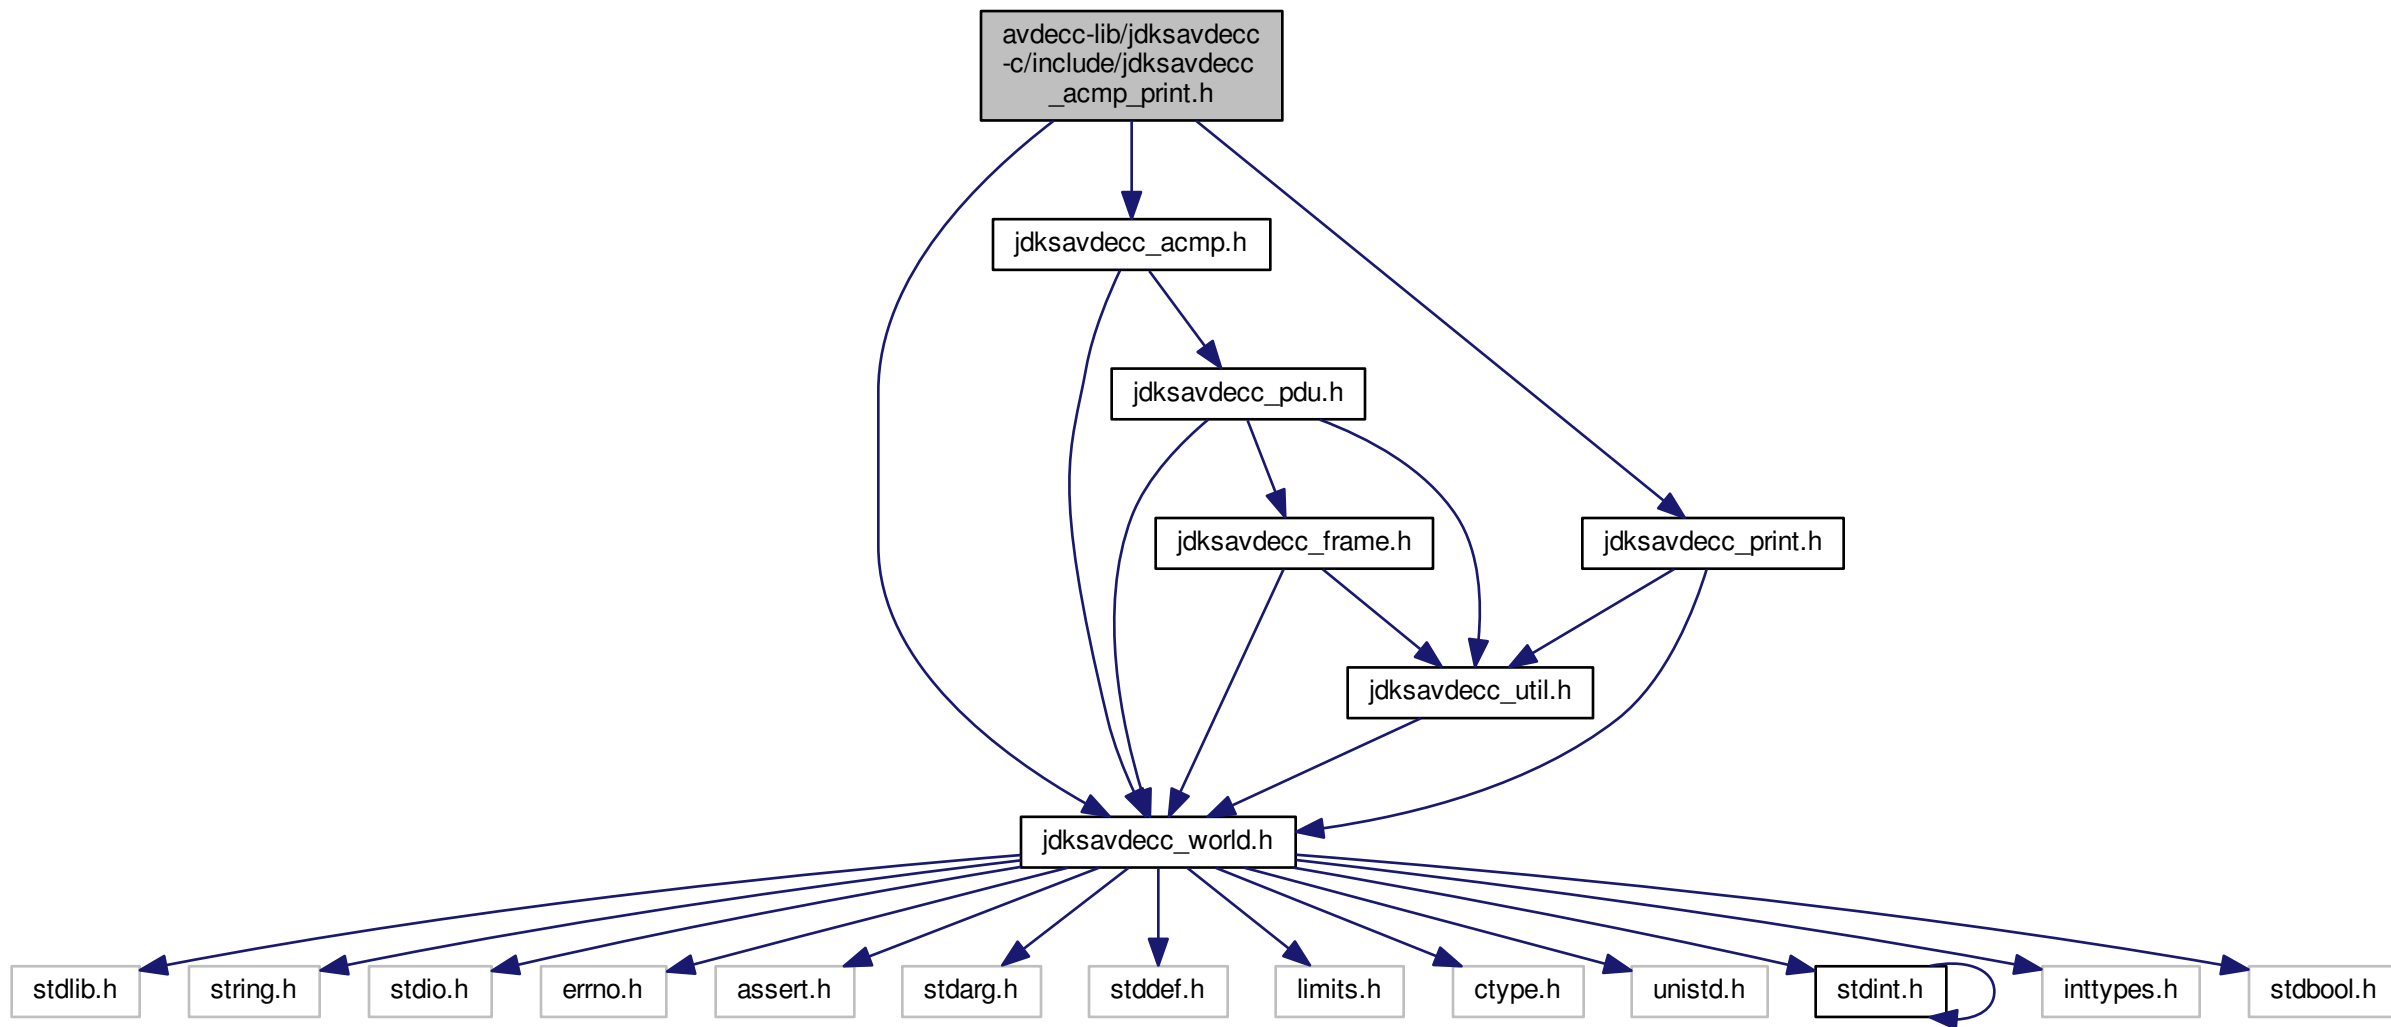 avdecc-lib/jdksavdecc
-c/include/jdksavdecc
_acmp_print.h
jdksavdecc_acmp.h
jdksavdecc_pdu.h
jdksavdecc_frame.h
jdksavdecc_print.h
jdksavdecc_util.h
jdksavdecc_world.h
stdlib.h
string.h
stdio.h
errno.h
assert.h
stdarg.h
stddef.h
limits.h
ctype.h
unistd.h
stdint.h
inttypes.h
stdbool.h